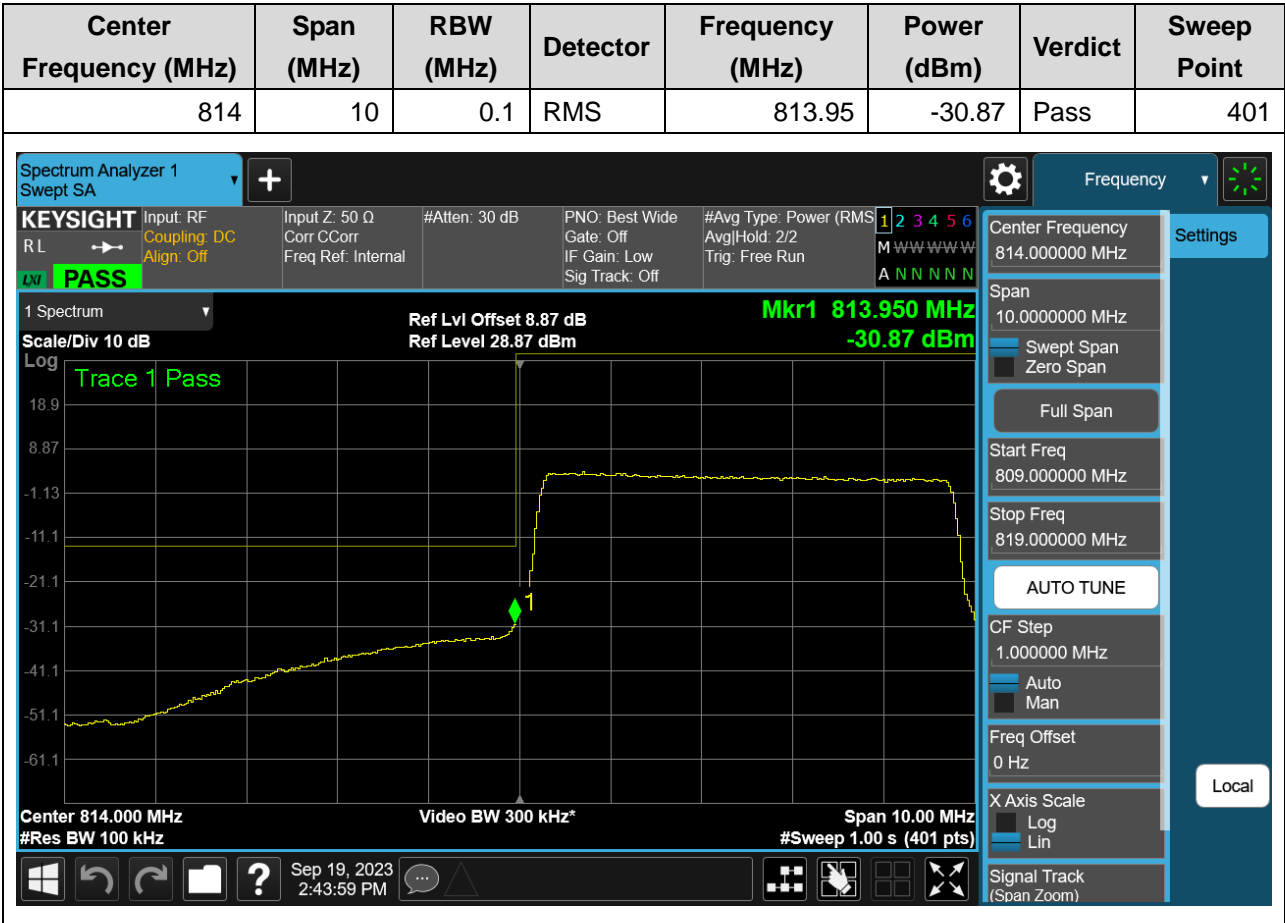 Center Frequency (MHz) Span (MHz) RBW (MHz) Detector Frequency (MHz) Power (dBm) Verdict Sweep Point
814 10 0.1 RMS 813.95 -30.87 Pass 401
Spectrum Analyzer 1
Swept SA
Frequency
KEYSIGHT
R L
LXI
PASS
Input: RF
Coupling: DC
Align: Off
Input Z: 50 Ω
Corr CCorr
Freq Ref: Internal
#Atten: 30 dB
PNO: Best Wide
Gate: Off
IF Gain: Low
Sig Track: Off
#Avg Type: Power (RMS
Avg|Hold: 2/2
Trig: Free Run
1 2 3 4 5 6
M W W W W W
A N N N N N
1 Spectrum
Scale/Div 10 dB
Ref Lvl Offset 8.87 dB
Ref Level 28.87 dBm
Mkr1 813.950 MHz
-30.87 dBm
Log
Trace 1 Pass
18.9
8.87
-1.13
-11.1
-21.1
-31.1
-41.1
-51.1
-61.1
1
Center 814.000 MHz
#Res BW 100 kHz
Video BW 300 kHz*
Span 10.00 MHz
#Sweep 1.00 s (401 pts)
Sep 19, 2023
2:43:59 PM
Center Frequency
814.000000 MHz
Span
10.0000000 MHz
Swept Span
Zero Span
Full Span
Start Freq
809.000000 MHz
Stop Freq
819.000000 MHz
AUTO TUNE
CF Step
1.000000 MHz
Auto
Man
Freq Offset
0 Hz
X Axis Scale
Log
Lin
Signal Track
(Span Zoom)
Settings
Local